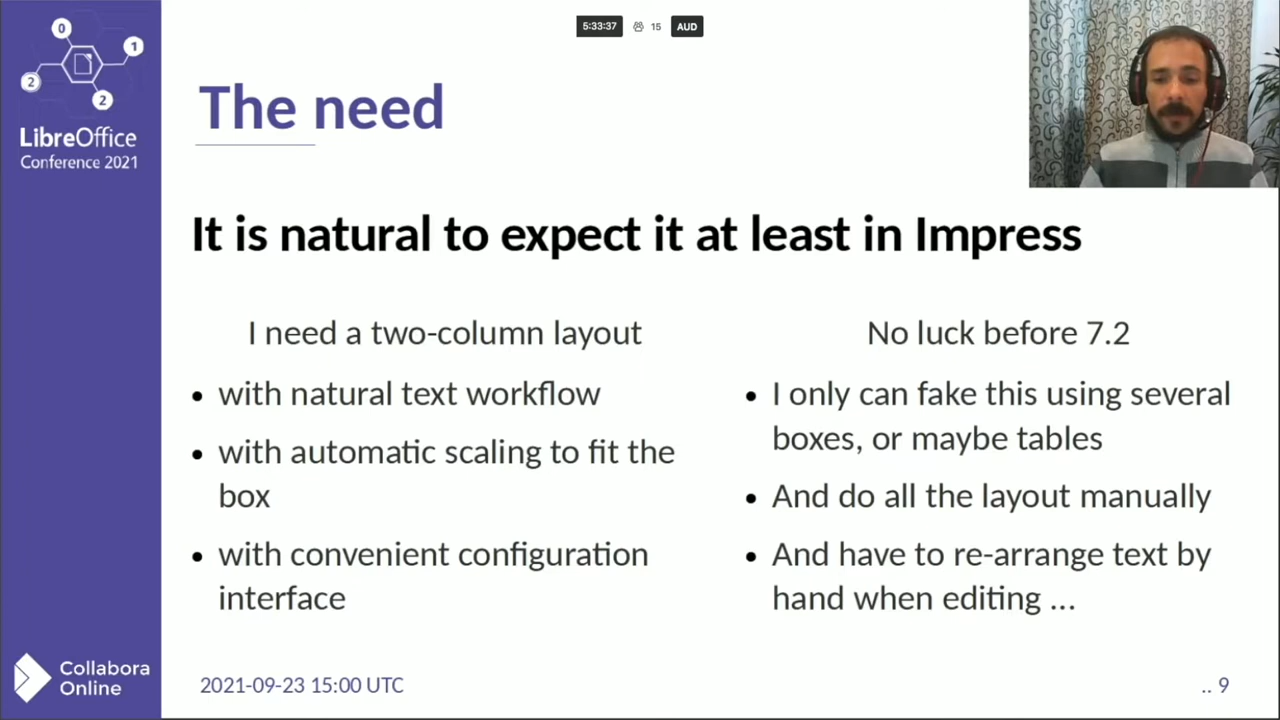 5:33:37 15 AUD
0
1
2
2
LibreOffice
Conference 2021
The need
It is natural to expect it at least in Impress
I need a two-column layout
• with natural text workflow
• with automatic scaling to fit the
box
• with convenient configuration
interface
No luck before 7.2
• I only can fake this using several
boxes, or maybe tables
• And do all the layout manually
• And have to re-arrange text by
hand when editing ...
Collabora
Online
2021-09-23 15:00 UTC
.. 9